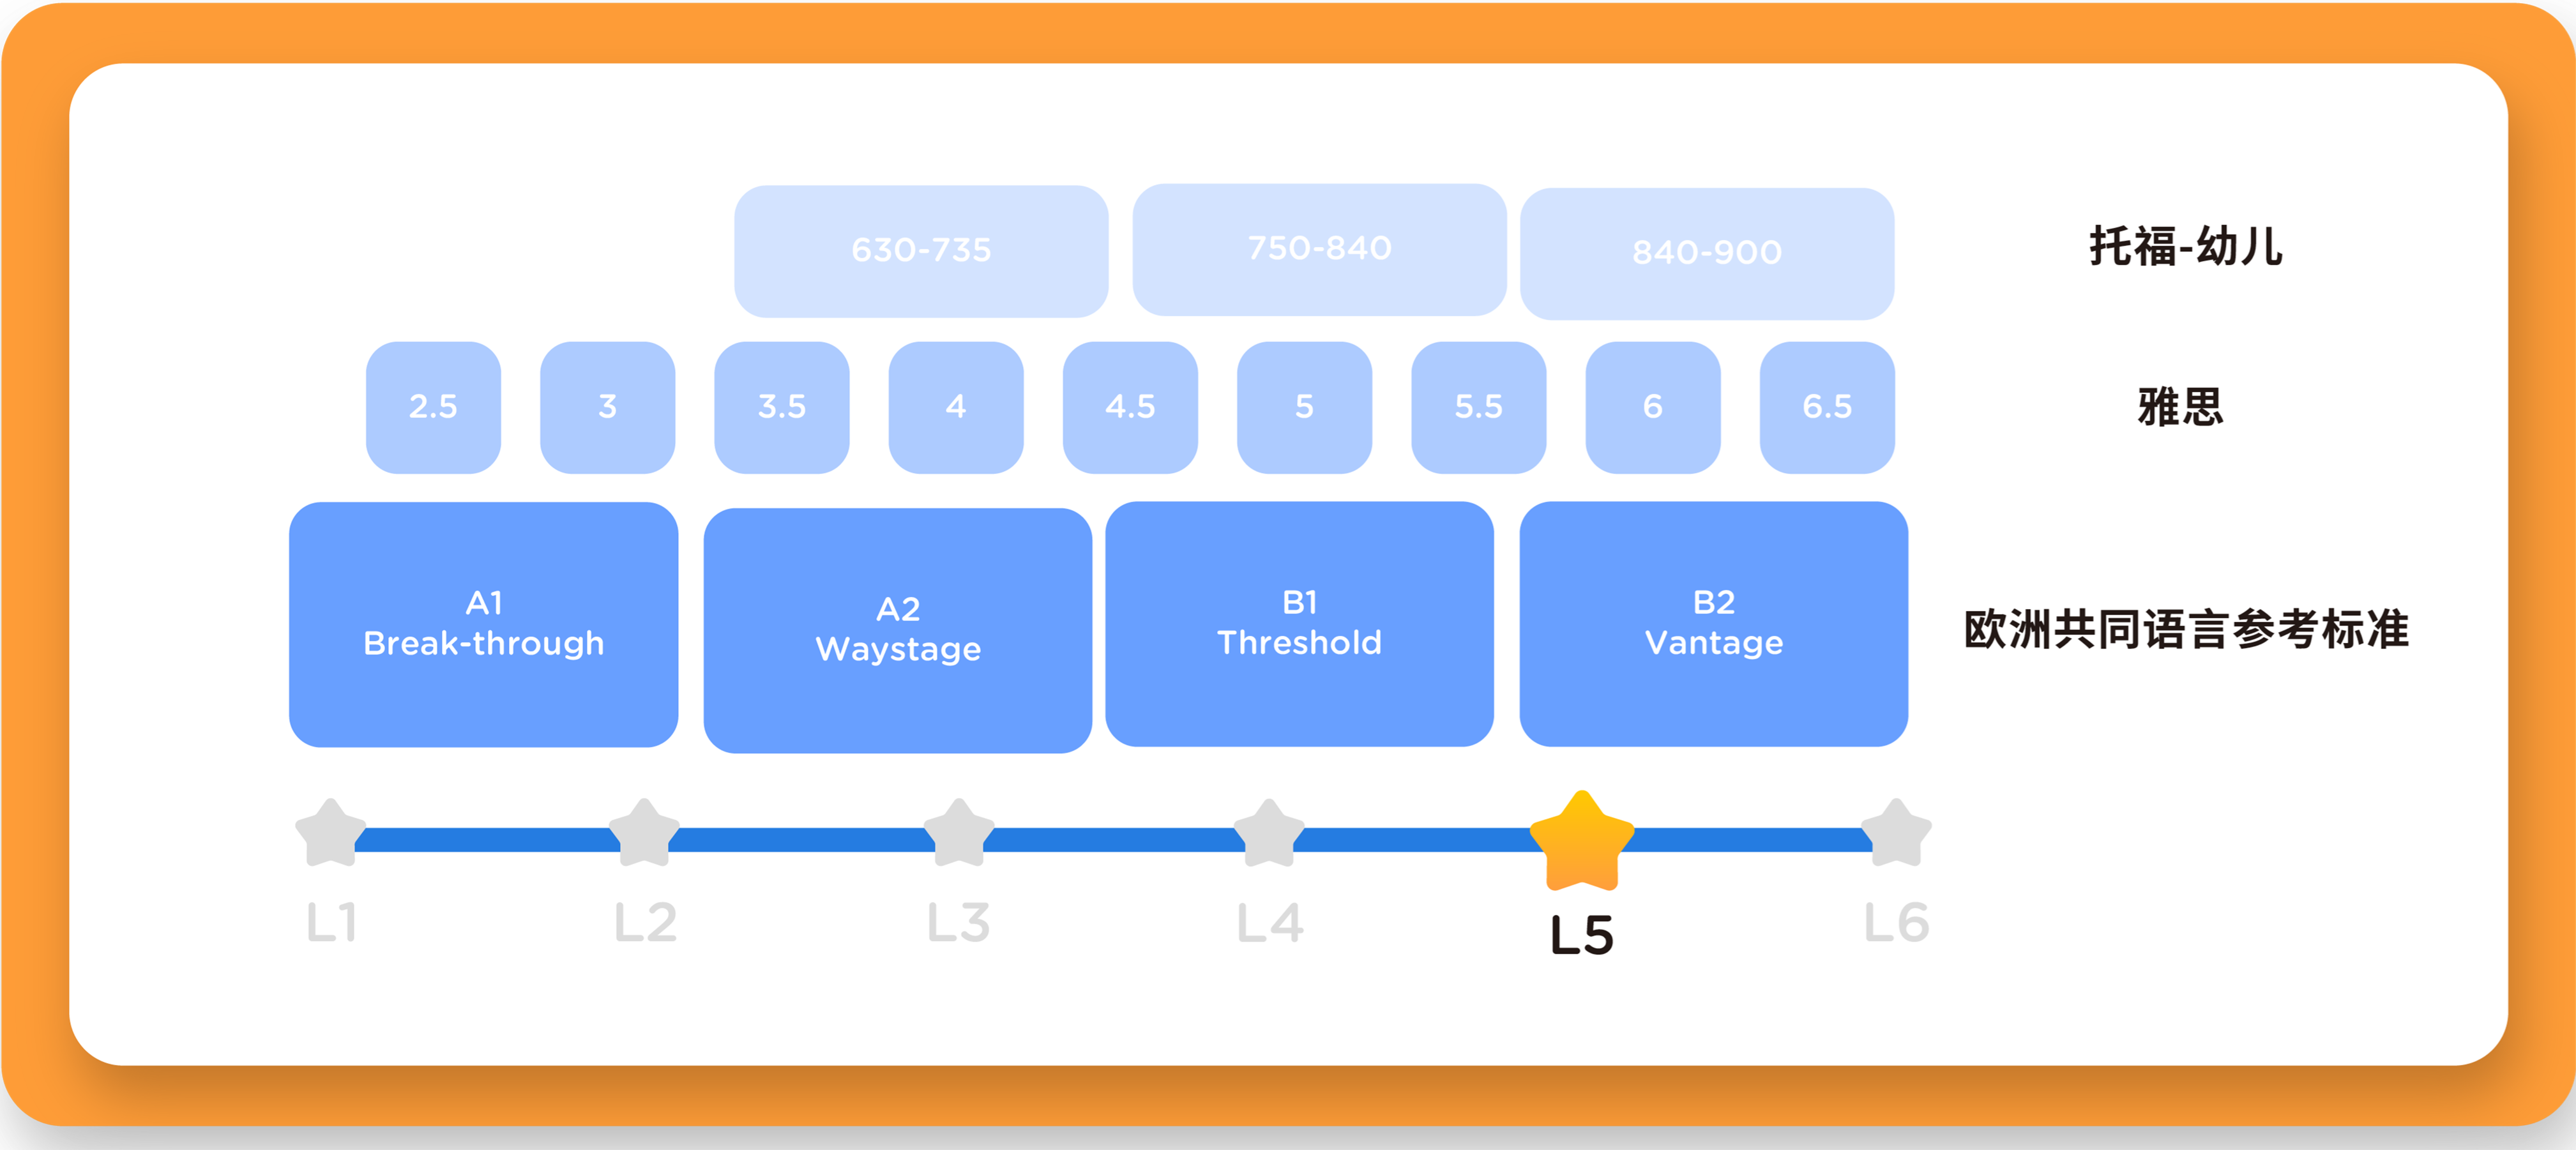 630-735 750-840 840-900 托福-幼儿
2.5 3 3.5 4 4.5 5 5.5 6 6.5 雅思
A1
Break-through
A2
Waystage
B1
Threshold
B2
Vantage
欧洲共同语言参考标准
L1 L2 L3 L4 L5 L6